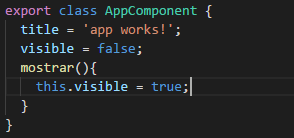 export class AppComponent {
  title = 'app works!';
  visible = false;
  mostrar(){
    this.visible = true;
  }
}